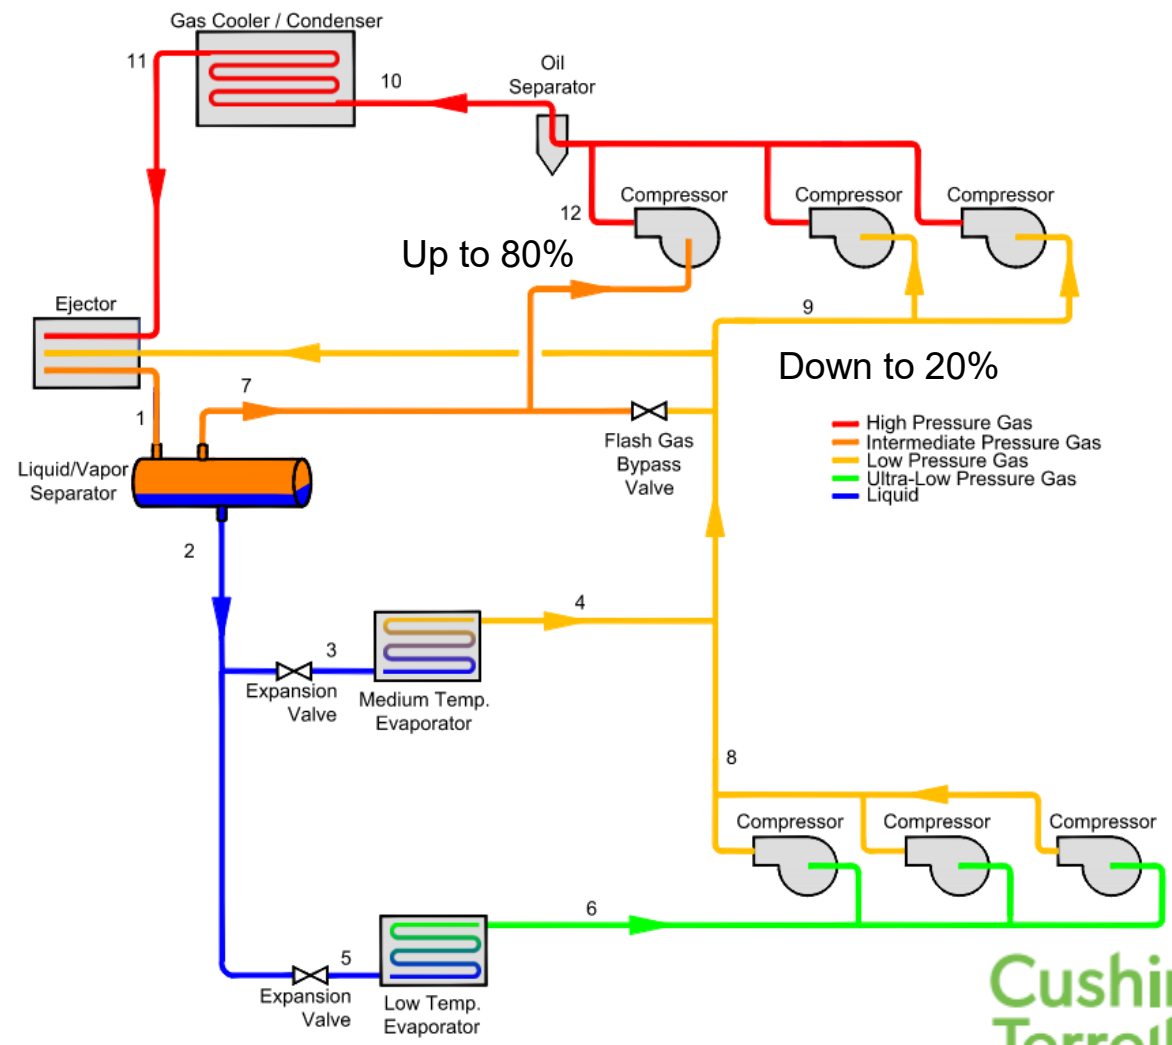 Gas Cooler / Condenser
11
10
Oil
Separator
Compressor
Compressor
Compressor
12
Up to 80%
Ejector
9
Down to 20%
7
1
Flash Gas
Bypass
Valve
High Pressure Gas
Intermediate Pressure Gas
Low Pressure Gas
Ultra-Low Pressure Gas
Liquid
Liquid/Vapor
Separator
2
4
3
Expansion
Valve
Medium Temp.
Evaporator
8
Compressor
Compressor
Compressor
6
5
Expansion
Valve
Low Temp.
Evaporator